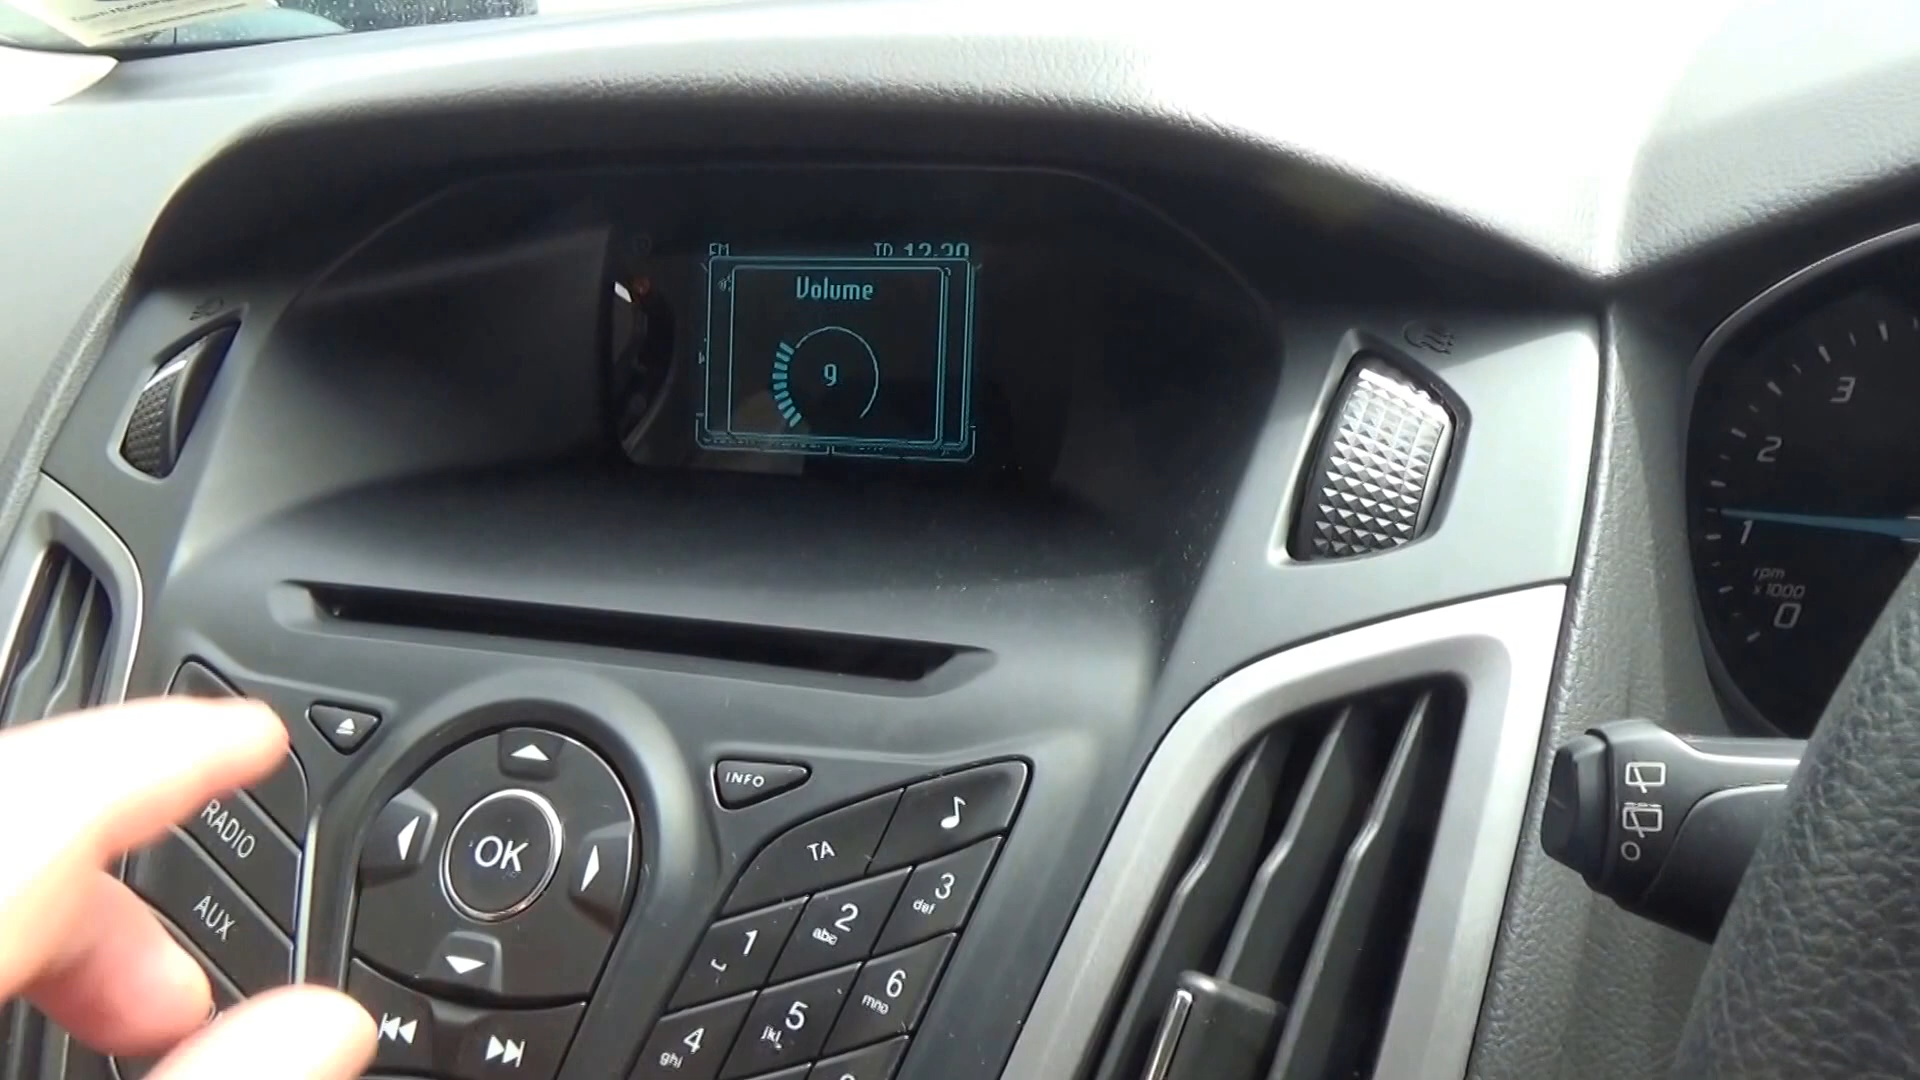 FM TP 12:20
Volume
9
3
2
1
rpm
x1000
0
INFO
RADIO
OK
TA
AUX
1
2
abc
3
def
4
ghi
5
jkl
6
mno